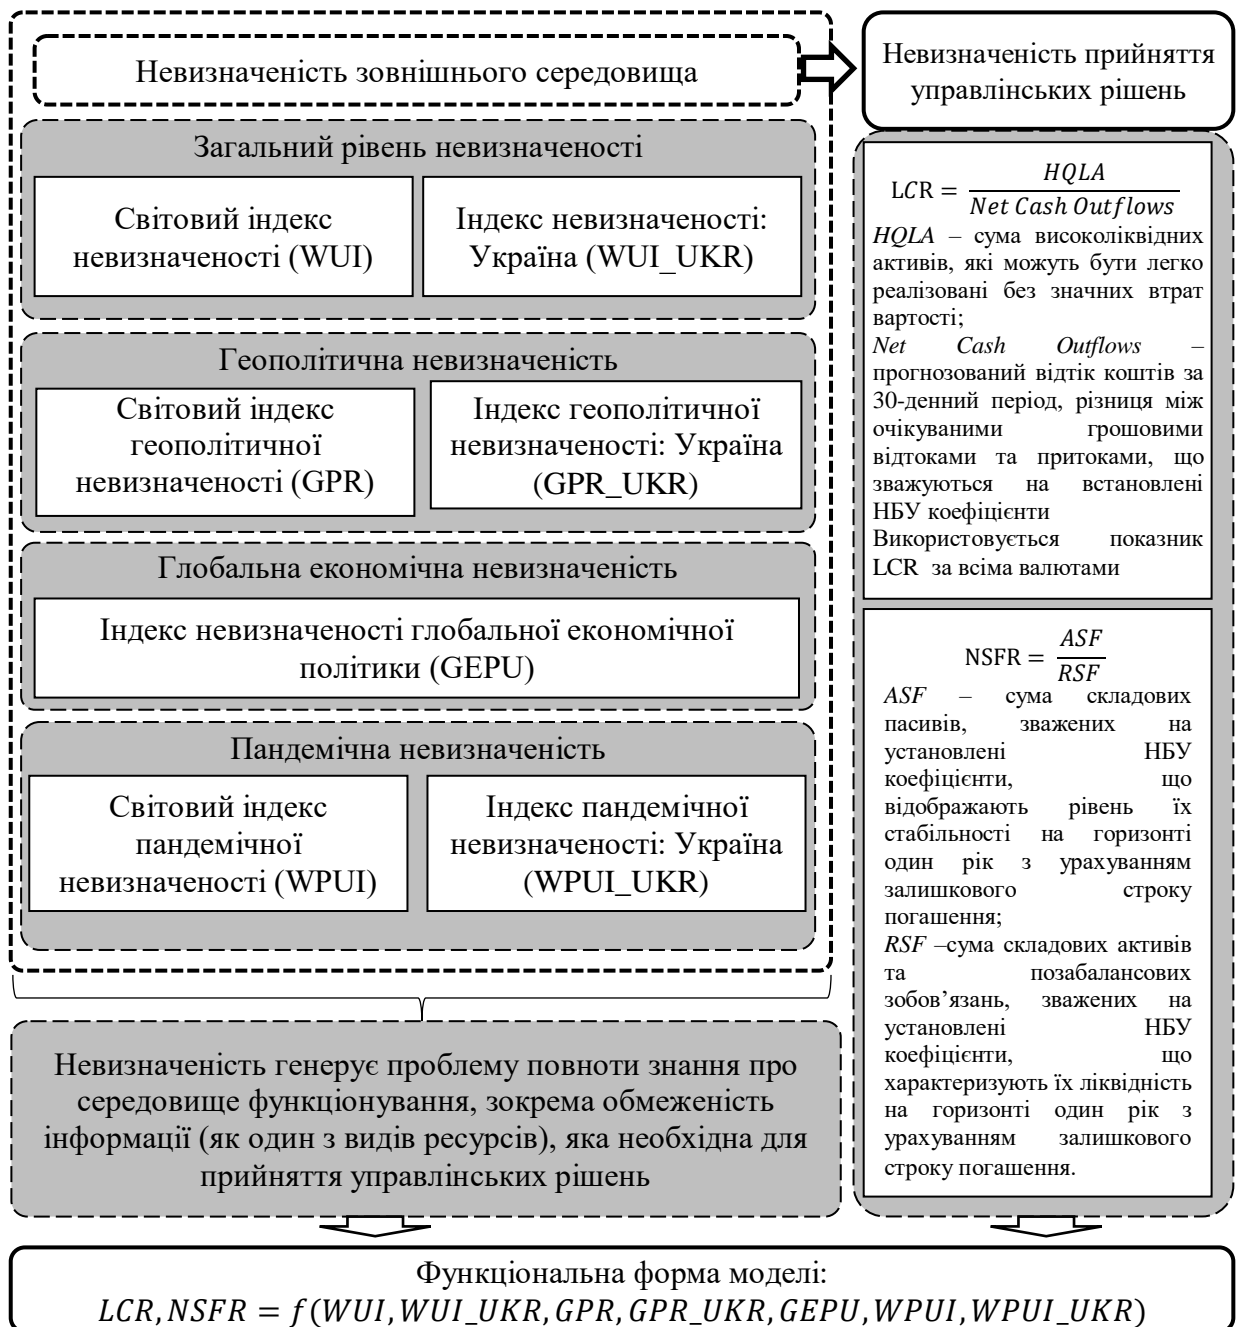 Невизначеність зовнішнього середовища
Загальний рівень невизначеності
Світовий індекс
невизначеності (WUI)
Індекс невизначеності:
Україна (WUI_UKR)
Геополітична невизначеність
Світовий індекс
геополітичної
невизначеності (GPR)
Індекс геополітичної
невизначеності: Україна
(GPR_UKR)
Глобальна економічна невизначеність
Індекс невизначеності глобальної економічної
політики (GEPU)
Пандемічна невизначеність
Світовий індекс
пандемічної
невизначеності (WPUI)
Індекс пандемічної
невизначеності: Україна
(WPUI_UKR)
Невизначеність генерує проблему повноти знання про
середовище функціонування, зокрема обмеженість
інформації (як один з видів ресурсів), яка необхідна для
прийняття управлінських рішень
Невизначеність прийняття
управлінських рішень
LCR = HQLA / Net Cash Outflows
HQLA – сума високоліквідних
активів, які можуть бути легко
реалізовані без значних втрат
вартості;
Net Cash Outflows –
прогнозований відтік коштів за
30-денний період, різниця між
очікуваними грошовими
відтоками та притоками, що
зважуються на встановлені
НБУ коефіцієнти
Використовується показник
LCR за всіма валютами
NSFR = ASF / RSF
ASF – сума складових
пасивів, зважених на
установлені НБУ
коефіцієнти, що
відображають рівень їх
стабільності на горизонті
один рік з урахуванням
залишкового строку
погашення;
RSF –сума складових активів
та позабалансових
зобов’язань, зважених на
установлені НБУ
коефіцієнти, що
характеризують їх ліквідність
на горизонті один рік з
урахуванням залишкового
строку погашення.
Функціональна форма моделі:
LCR, NSFR = f(WUI, WUI_UKR, GPR, GPR_UKR, GEPU, WPUI, WPUI_UKR)